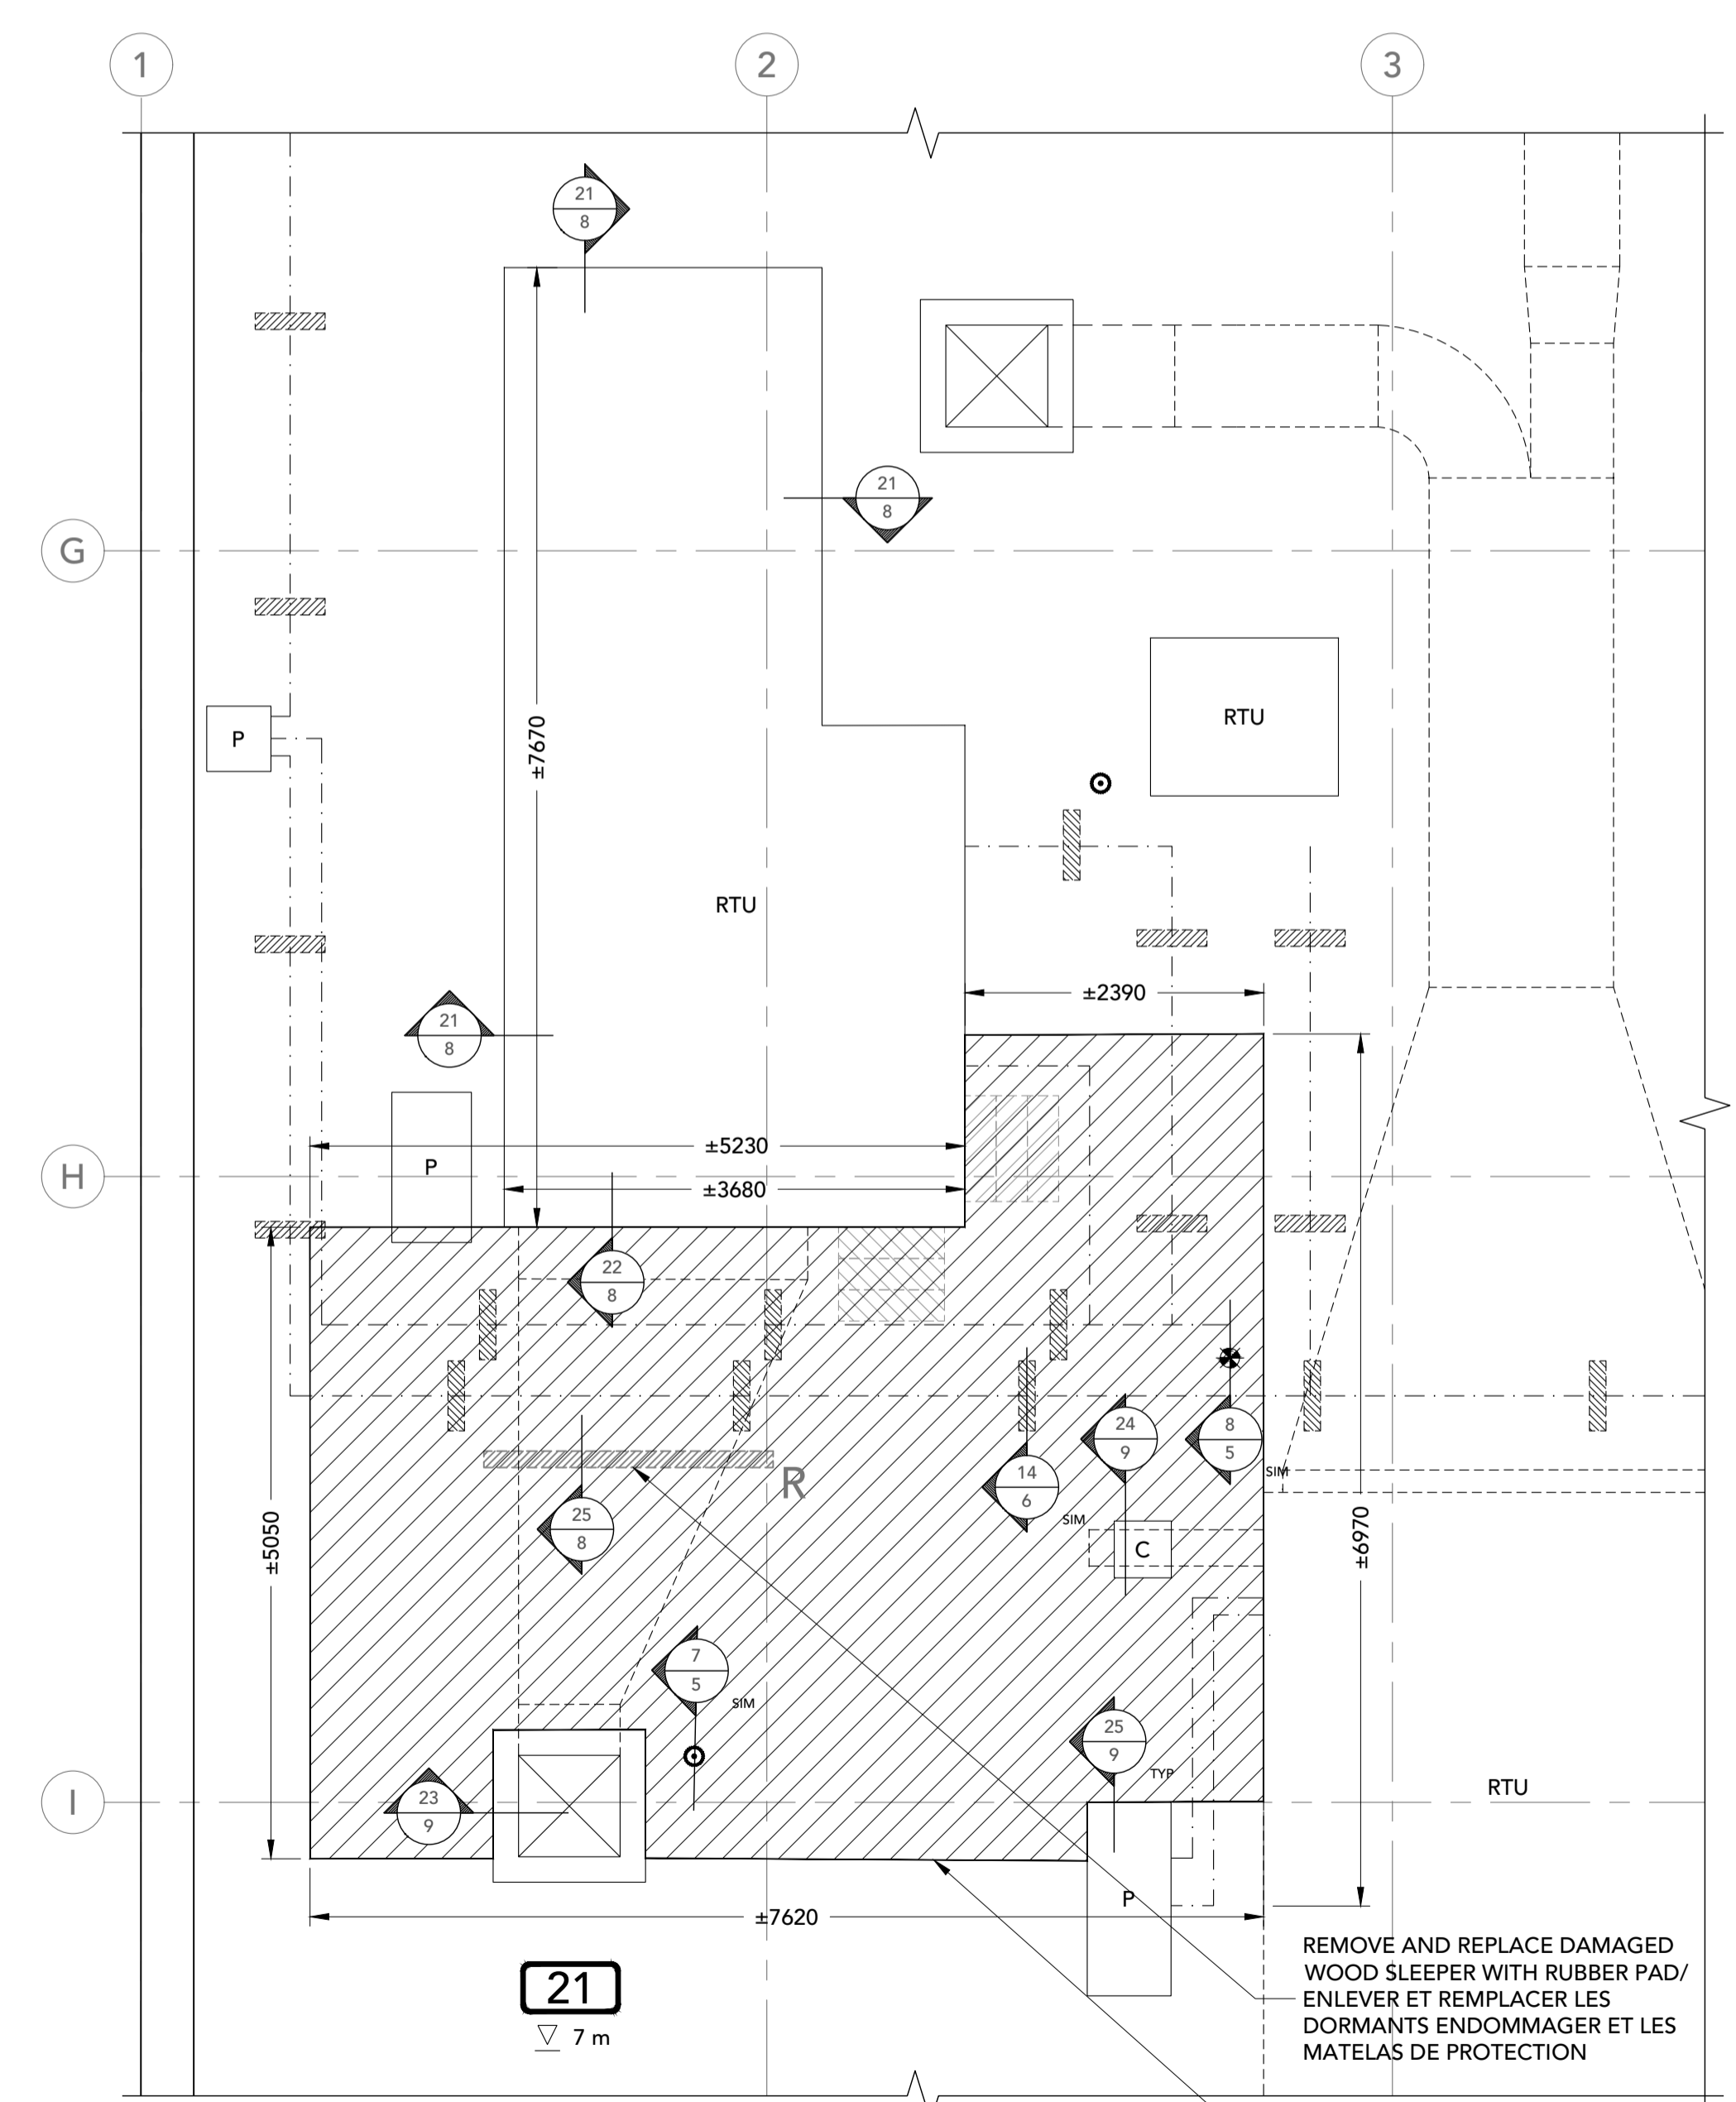 1
2
3
21
8
21
8
G
RTU
P
±7670
RTU
±2390
21
8
±5230
P
H
±3680
22
8
24
9
8
5
SIM
14
6
SIM
R
25
8
±5050
±6970
C
7
5
SIM
25
9
TYP
23
9
I
RTU
P
±7620
21
7 m
REMOVE AND REPLACE DAMAGED
WOOD SLEEPER WITH RUBBER PAD/
ENLEVER ET REMPLACER LES
DORMANTS ENDOMMAGER ET LES
MATELAS DE PROTECTION